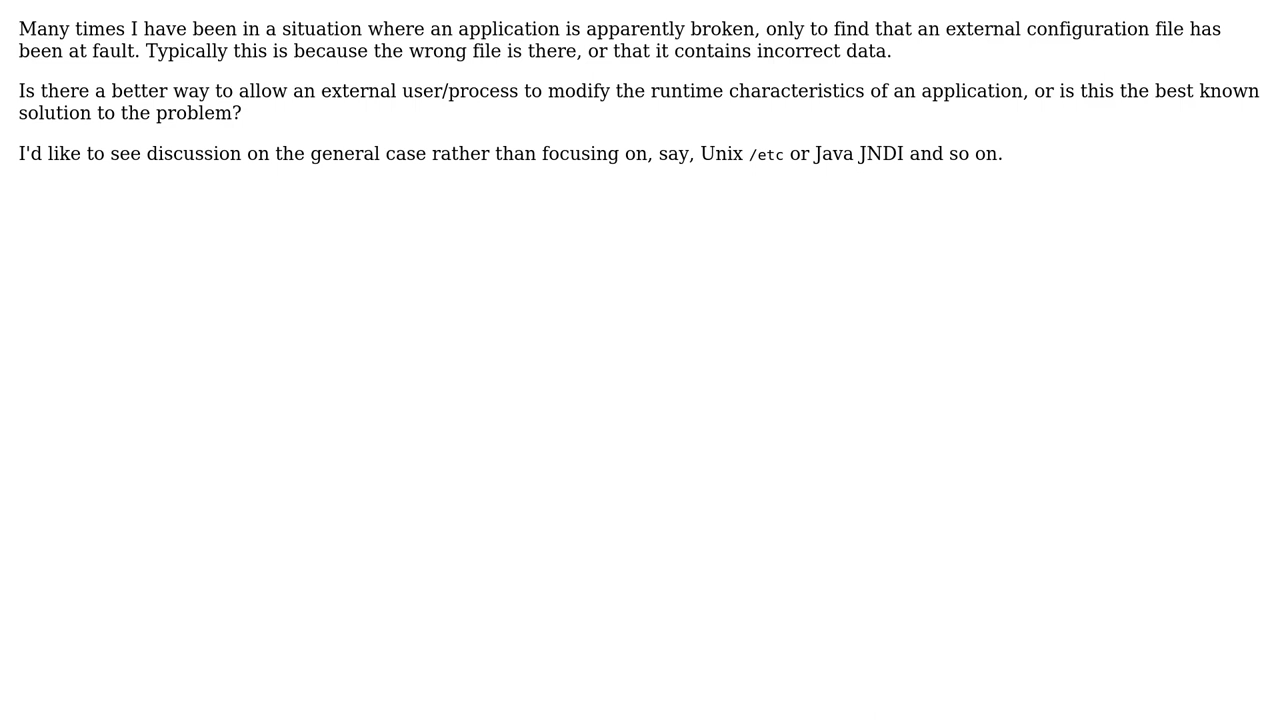 Many times I have been in a situation where an application is apparently broken, only to find that an external configuration file has
been at fault. Typically this is because the wrong file is there, or that it contains incorrect data.
Is there a better way to allow an external user/process to modify the runtime characteristics of an application, or is this the best known
solution to the problem?
I'd like to see discussion on the general case rather than focusing on, say, Unix /etc or Java JNDI and so on.